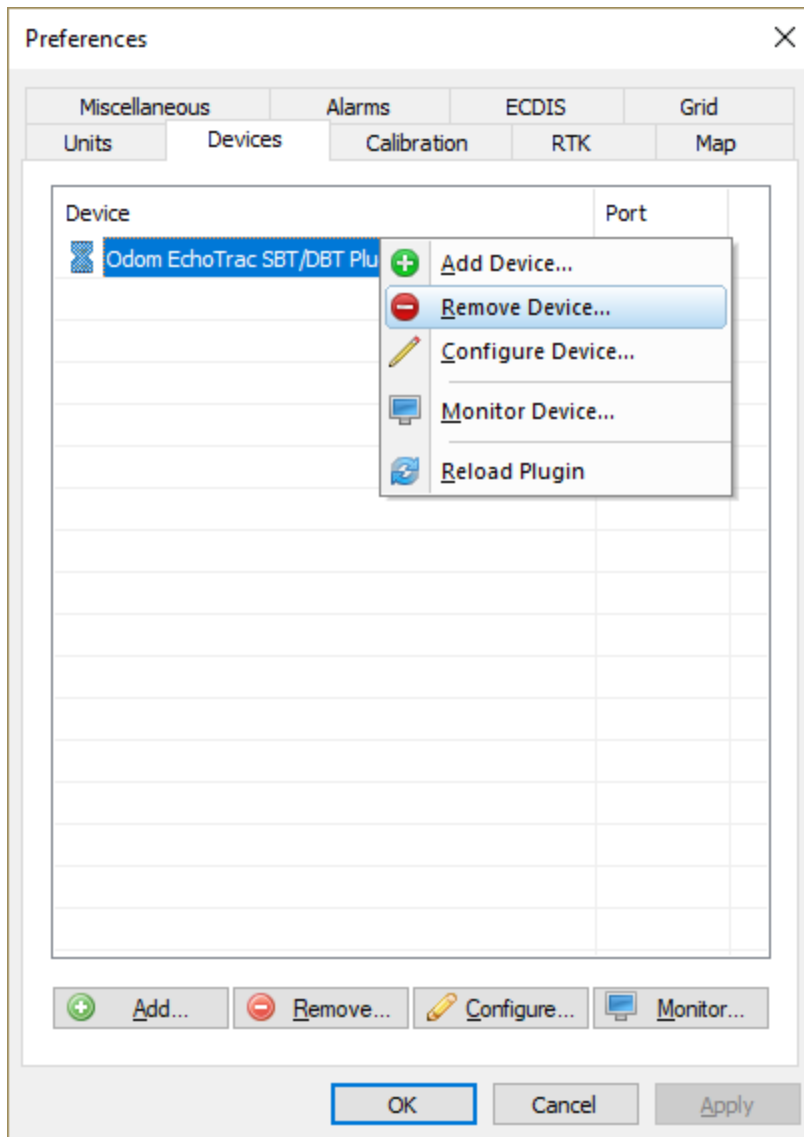 Preferences
Miscellaneous Alarms ECDIS Grid
Units Devices Calibration RTK Map
Device Port
Odom EchoTrac SBT/DBT Plu
Add Device...
Remove Device...
Configure Device...
Monitor Device...
Reload Plugin
Add... Remove... Configure... Monitor...
OK Cancel Apply